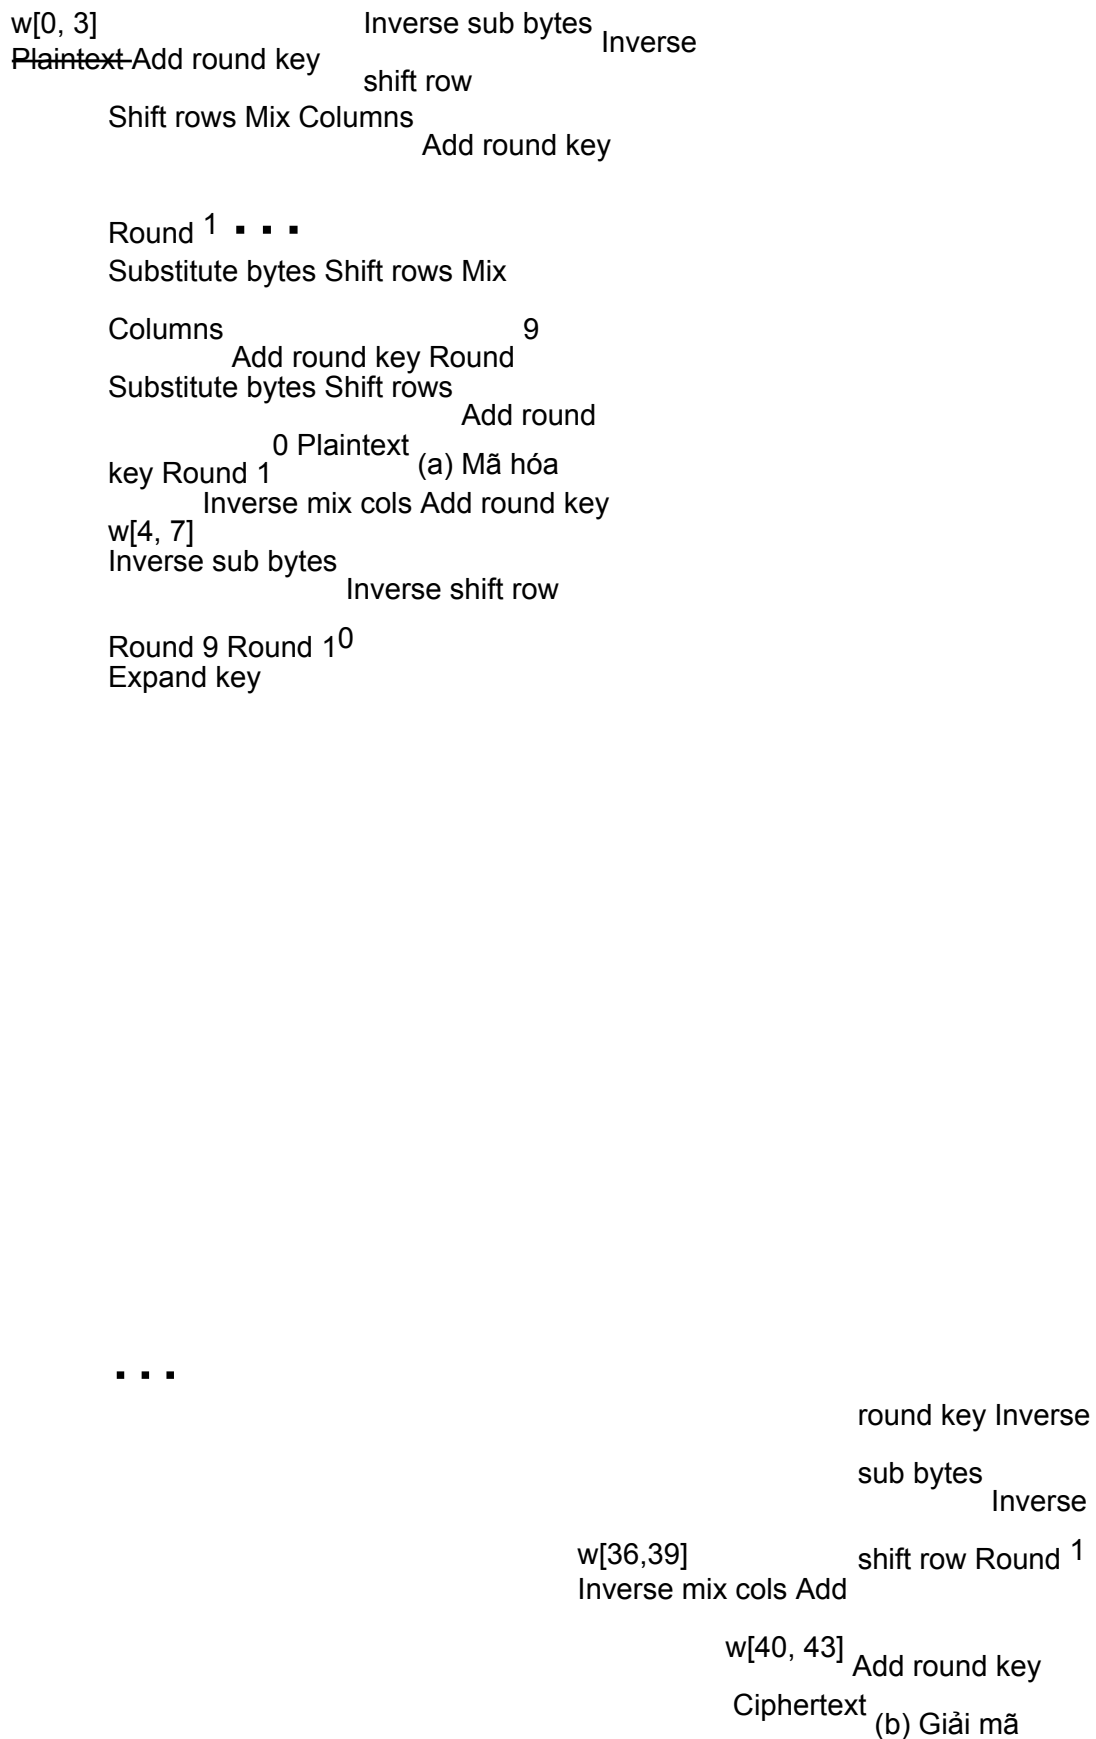 w[0, 3]
Plaintext Add round key
Inverse sub bytes Inverse
shift row
Shift rows Mix Columns
Add round key
Round 1 ▪ ▪ ▪
Substitute bytes Shift rows Mix
Columns
Add round key Round 9
Substitute bytes Shift rows
Add round
key Round 1 0 Plaintext (a) Mã hóa
Inverse mix cols Add round key
w[4, 7]
Inverse sub bytes
Inverse shift row
Round 9 Round 10
Expand key
▪ ▪ ▪
round key Inverse
sub bytes
Inverse
w[36,39]
shift row Round 1
Inverse mix cols Add
w[40, 43] Add round key
Ciphertext (b) Giải mã